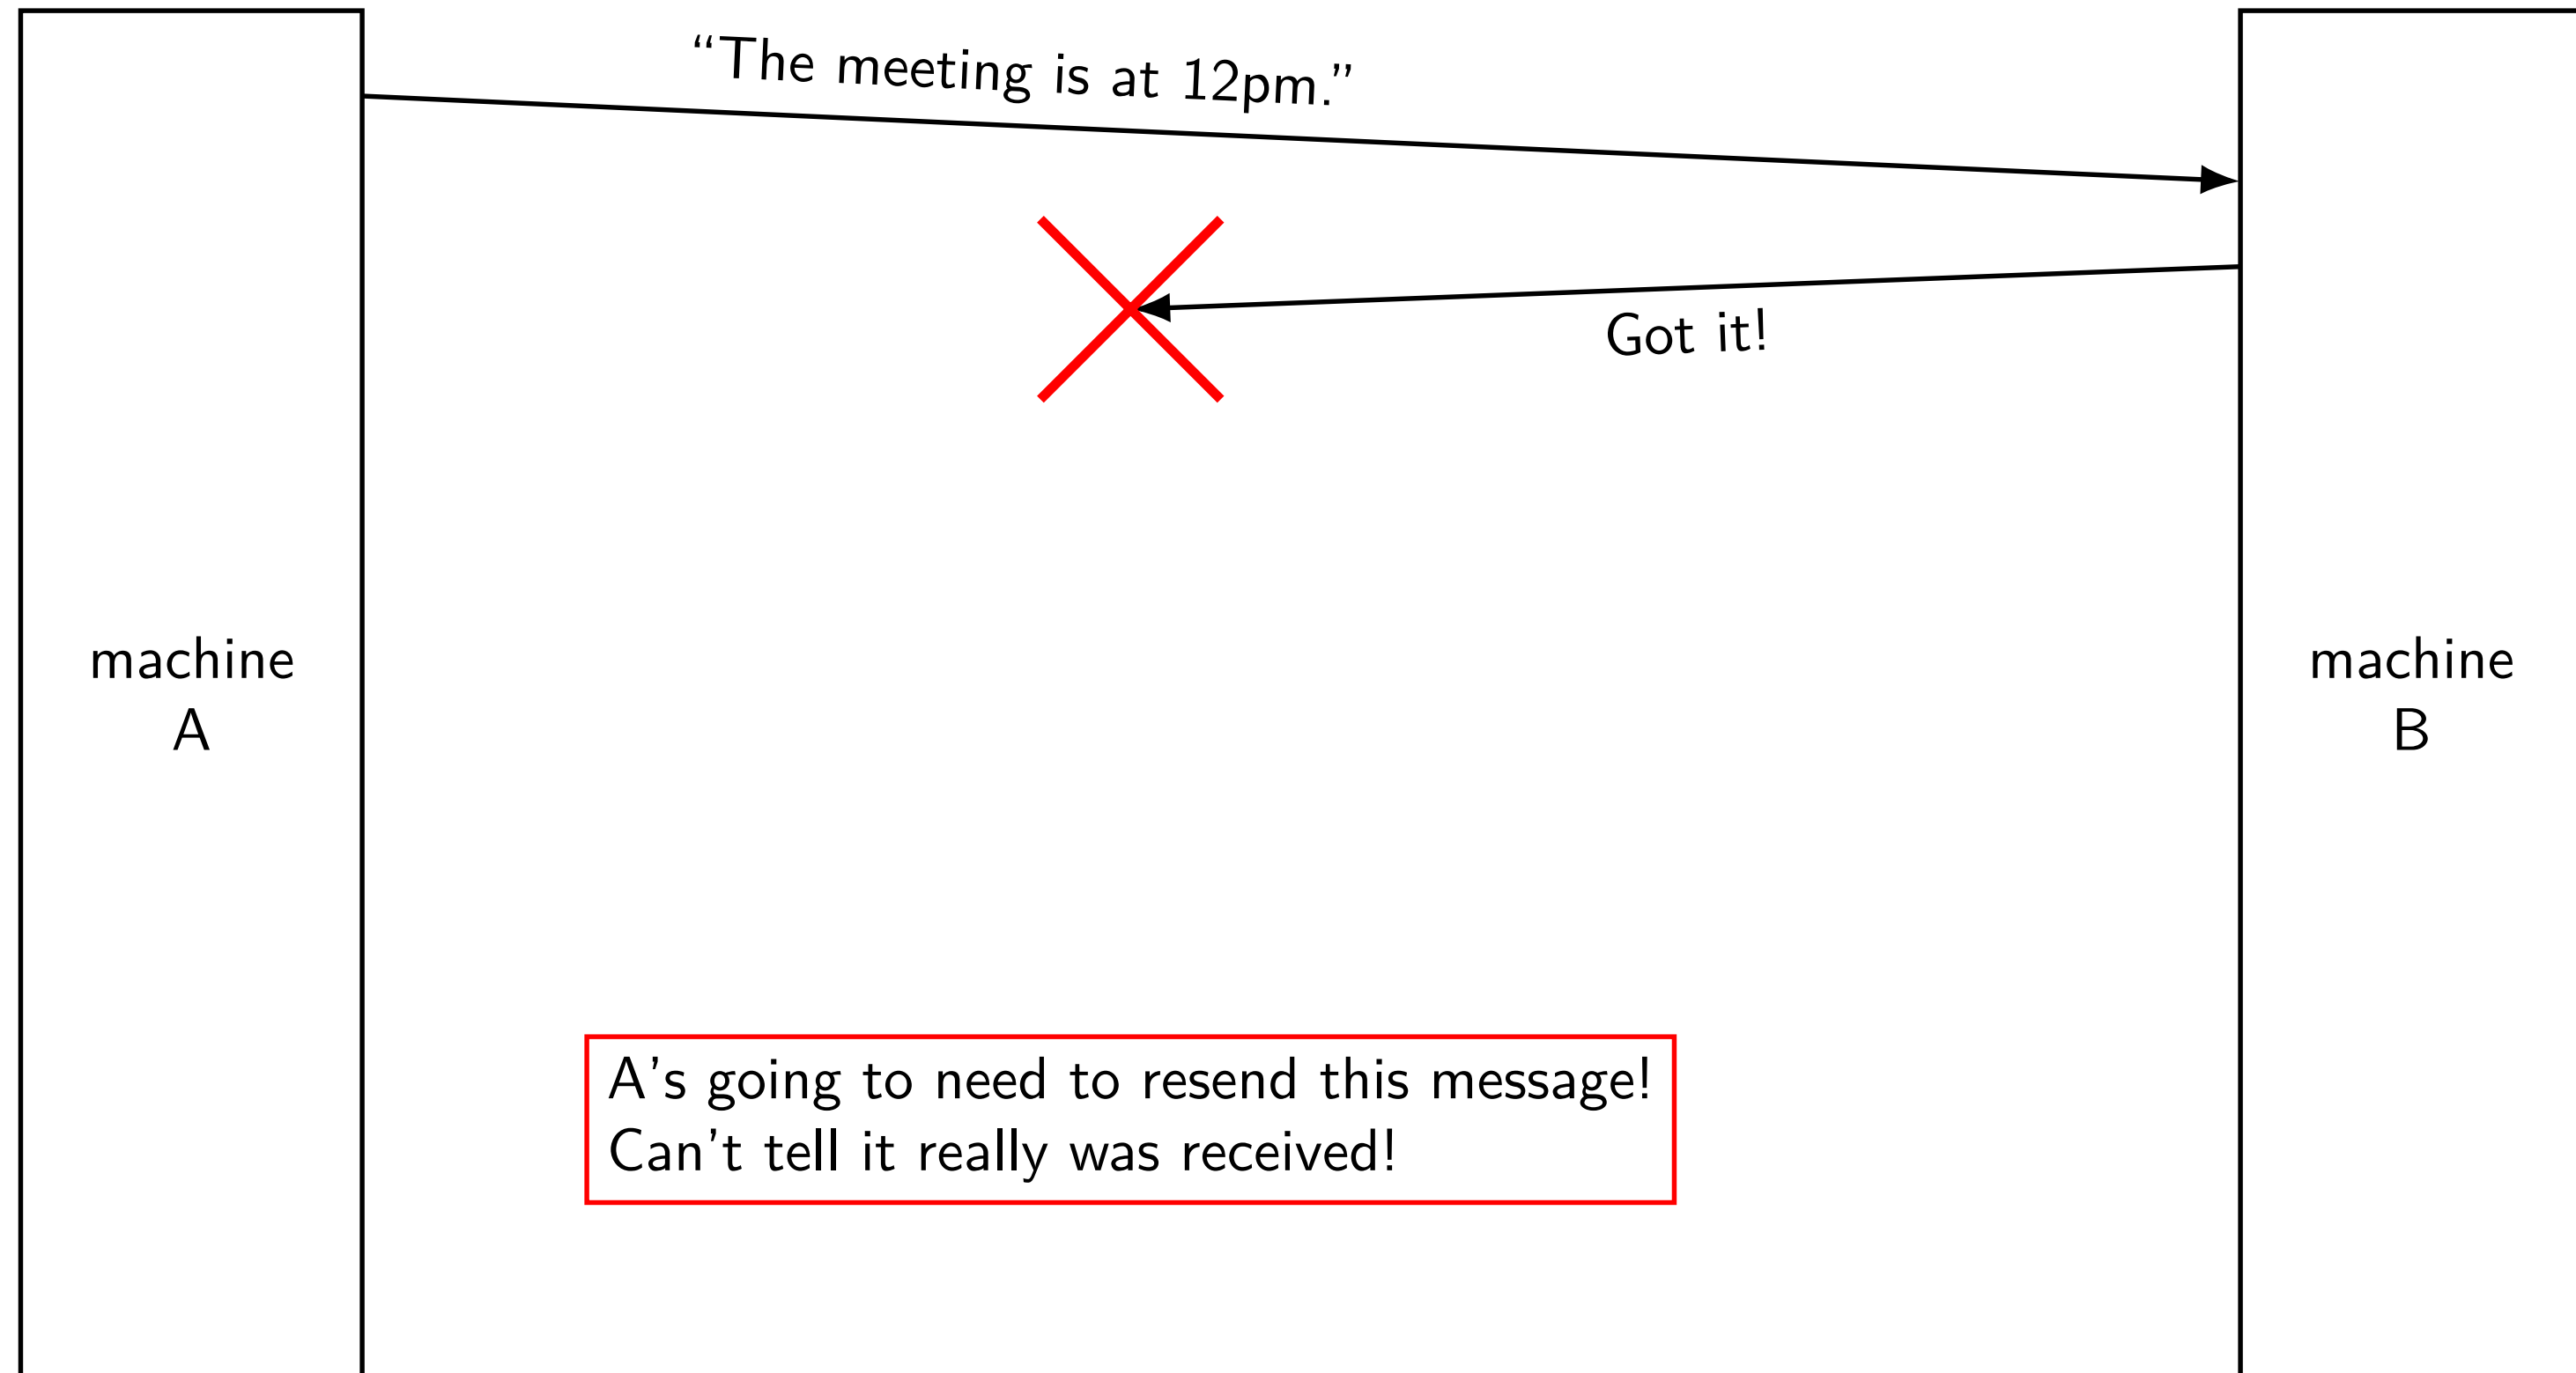 “The meeting is at 12pm.”
Got it!
machine
A
machine
B
A’s going to need to resend this message!
Can’t tell it really was received!